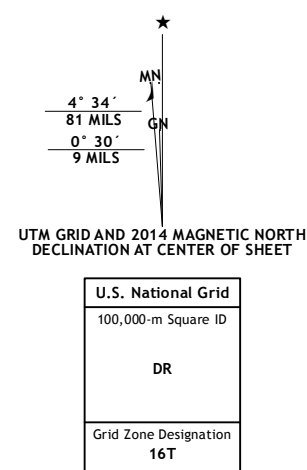 ★
MN
4° 34´
81 MILS
GN
0° 30´
9 MILS
UTM GRID AND 2014 MAGNETIC NORTH
DECLINATION AT CENTER OF SHEET
U.S. National Grid
100,000-m Square ID
DR
Grid Zone Designation
16T